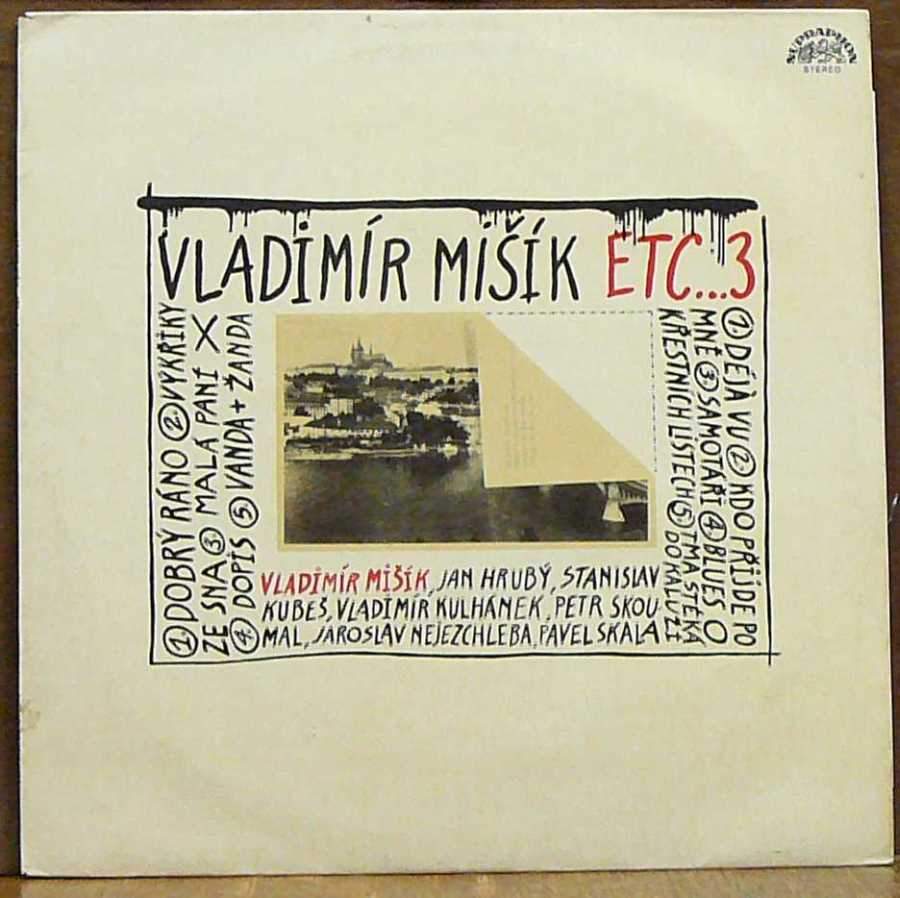 SUPRAPHON
STEREO
VLADIMÍR MIŠÍK ETC...3
① DOBRÝ RÁNO ② VÝKŘIKY
ZE SNA ③ MALÁ PANÍ X
④ DOPIS ⑤ VANDA + ŽANDA
① DÉJÀ VU ② KDO PŘIJDE PO
MNĚ ③ SAMOTÁŘI ④ BLUES O
KŘESTNÍCH LÍSTECH ⑤ TMA STÉKÁ
DO KALUŽÍ
VLADIMÍR MIŠÍK, JAN HRUBÝ, STANISLAV
KUBEŠ, VLADIMÍR KULHÁNEK, PETR SKOU-
MAL, JAROSLAV NEJEZCHLEBA, PAVEL SKALA